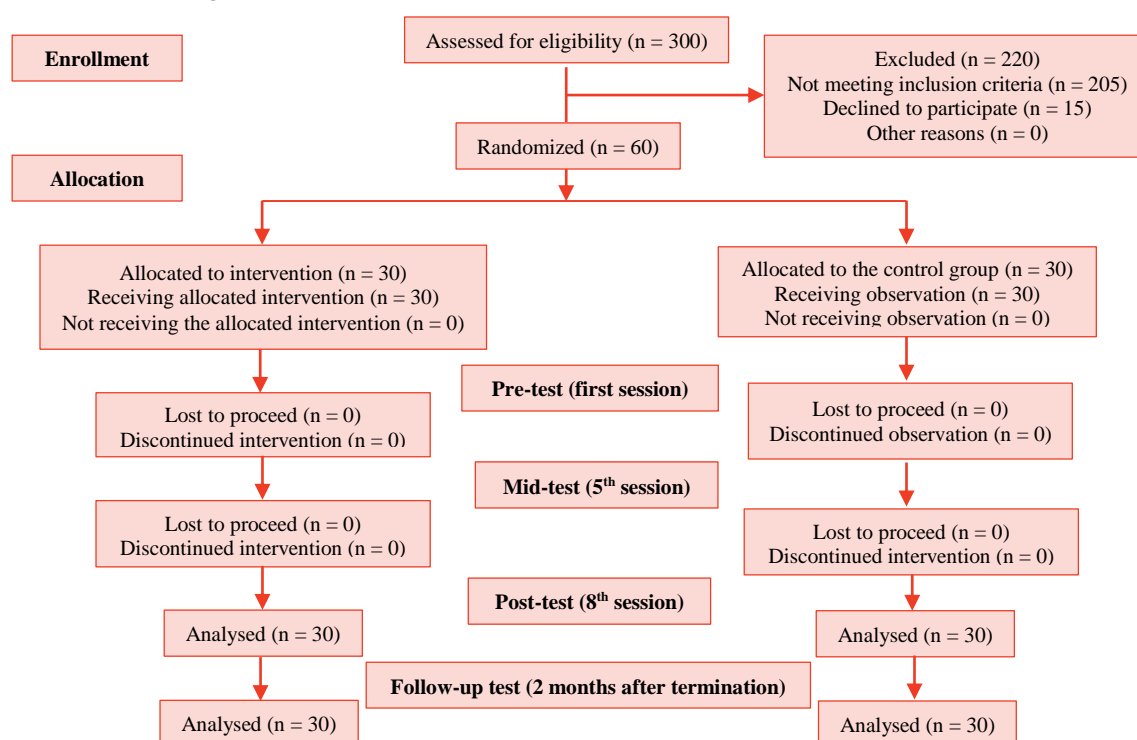 Enrollment
Assessed for eligibility (n = 300)
Excluded (n = 220)
Not meeting inclusion criteria (n = 205)
Declined to participate (n = 15)
Other reasons (n = 0)
Randomized (n = 60)
Allocation
Allocated to intervention (n = 30)
Receiving allocated intervention (n = 30)
Not receiving the allocated intervention (n = 0)
Allocated to the control group (n = 30)
Receiving observation (n = 30)
Not receiving observation (n = 0)
Pre-test (first session)
Lost to proceed (n = 0)
Discontinued intervention (n = 0)
Lost to proceed (n = 0)
Discontinued observation (n = 0)
Mid-test (5th session)
Lost to proceed (n = 0)
Discontinued intervention (n = 0)
Lost to proceed (n = 0)
Discontinued intervention (n = 0)
Post-test (8th session)
Analysed (n = 30)
Analysed (n = 30)
Follow-up test (2 months after termination)
Analysed (n = 30)
Analysed (n = 30)